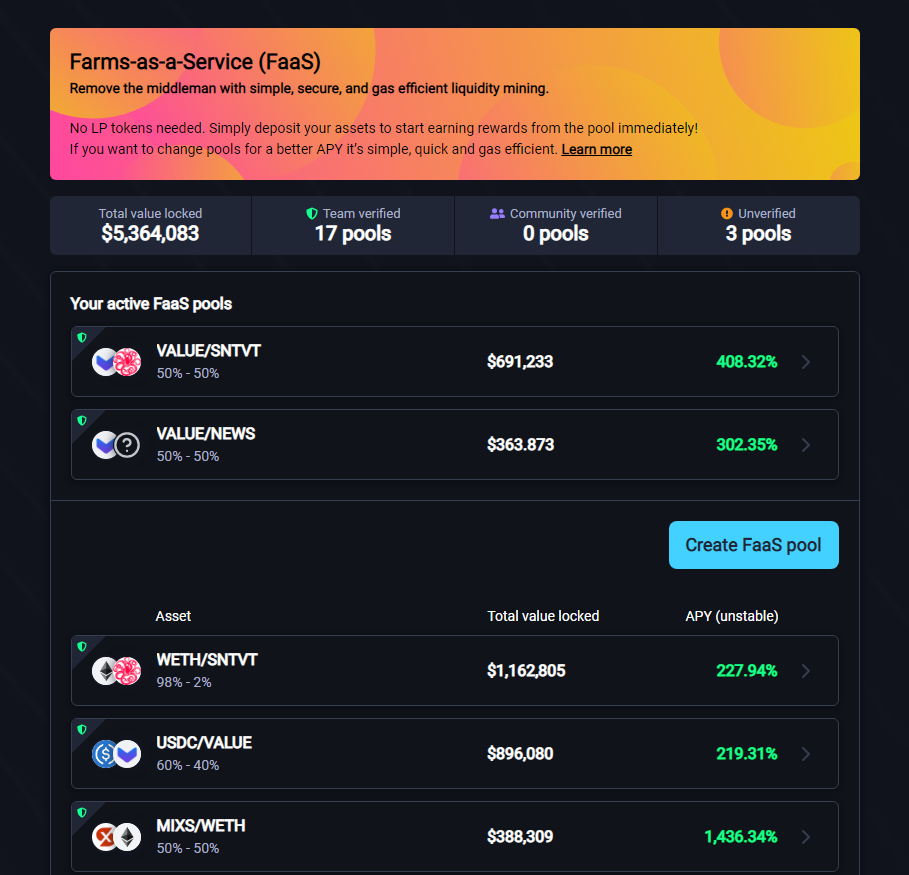 Farms-as-a-Service (FaaS)
Remove the middleman with simple, secure, and gas efficient liquidity mining.
No LP tokens needed. Simply deposit your assets to start earning rewards from the pool immediately!
If you want to change pools for a better APY it's simple, quick and gas efficient. Learn more
Total value locked
$5,364,083
Team verified
17 pools
Community verified
0 pools
Unverified
3 pools
Your active FaaS pools
VALUE/SNTVT
50% - 50%
$691,233
408.32%
VALUE/NEWS
50% - 50%
$363.873
302.35%
Create FaaS pool
Asset
Total value locked
APY (unstable)
WETH/SNTVT
98% - 2%
$1,162,805
227.94%
USDC/VALUE
60% - 40%
$896,080
219.31%
MIXS/WETH
50% - 50%
$388,309
1,436.34%